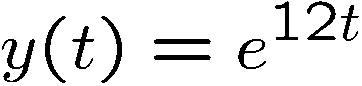 y(t) = e^{12t}